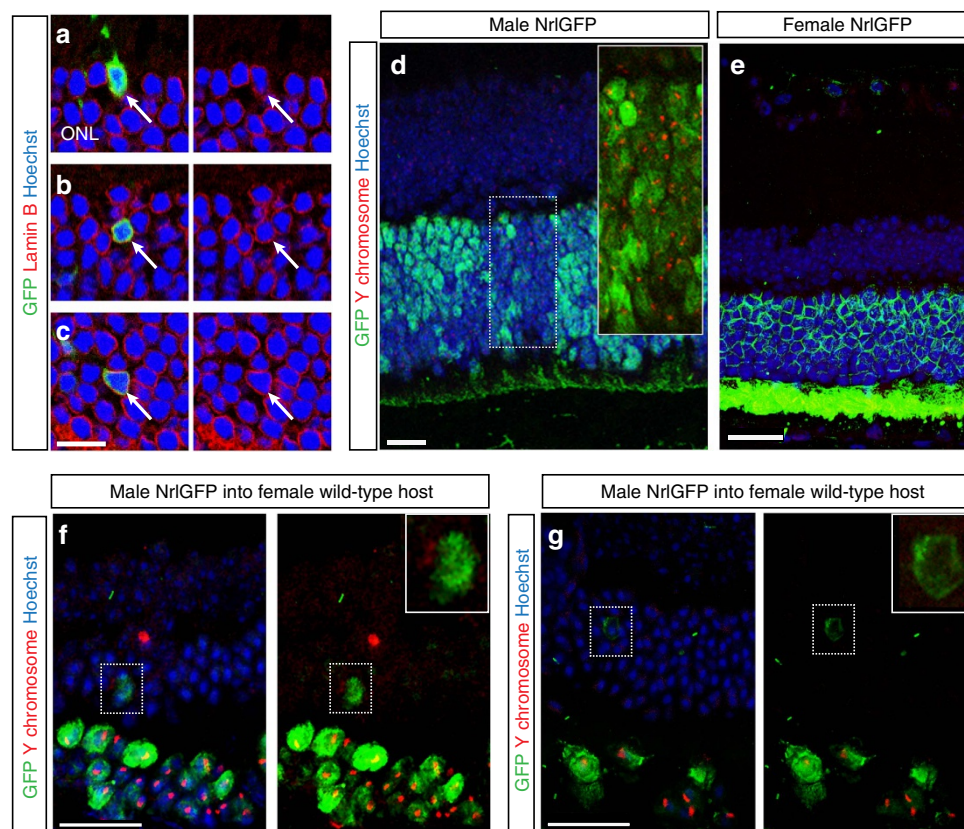 Male NrlGFP
Female NrlGFP
GFP Lamin B Hoechst
a
ONL
b
c
GFP Y chromosome Hoechst
d
e
Male NrlGFP into female wild-type host
Male NrlGFP into female wild-type host
GFP Y chromosome Hoechst
f
GFP Y chromosome Hoechst
g